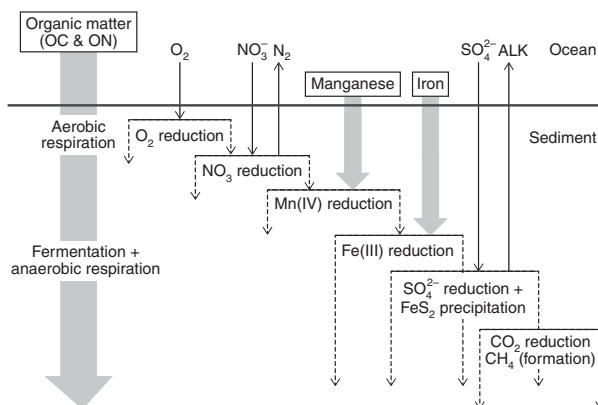 Organic matter
(OC & ON)
O₂
NO₃⁻ N₂
SO₄²⁻ ALK
Ocean
Manganese
Iron
Aerobic
respiration
O₂ reduction
Sediment
NO₃ reduction
Mn(IV) reduction
Fermentation +
anaerobic respiration
Fe(III) reduction
SO₄²⁻ reduction +
FeS₂ precipitation
CO₂ reduction
CH₄ (formation)